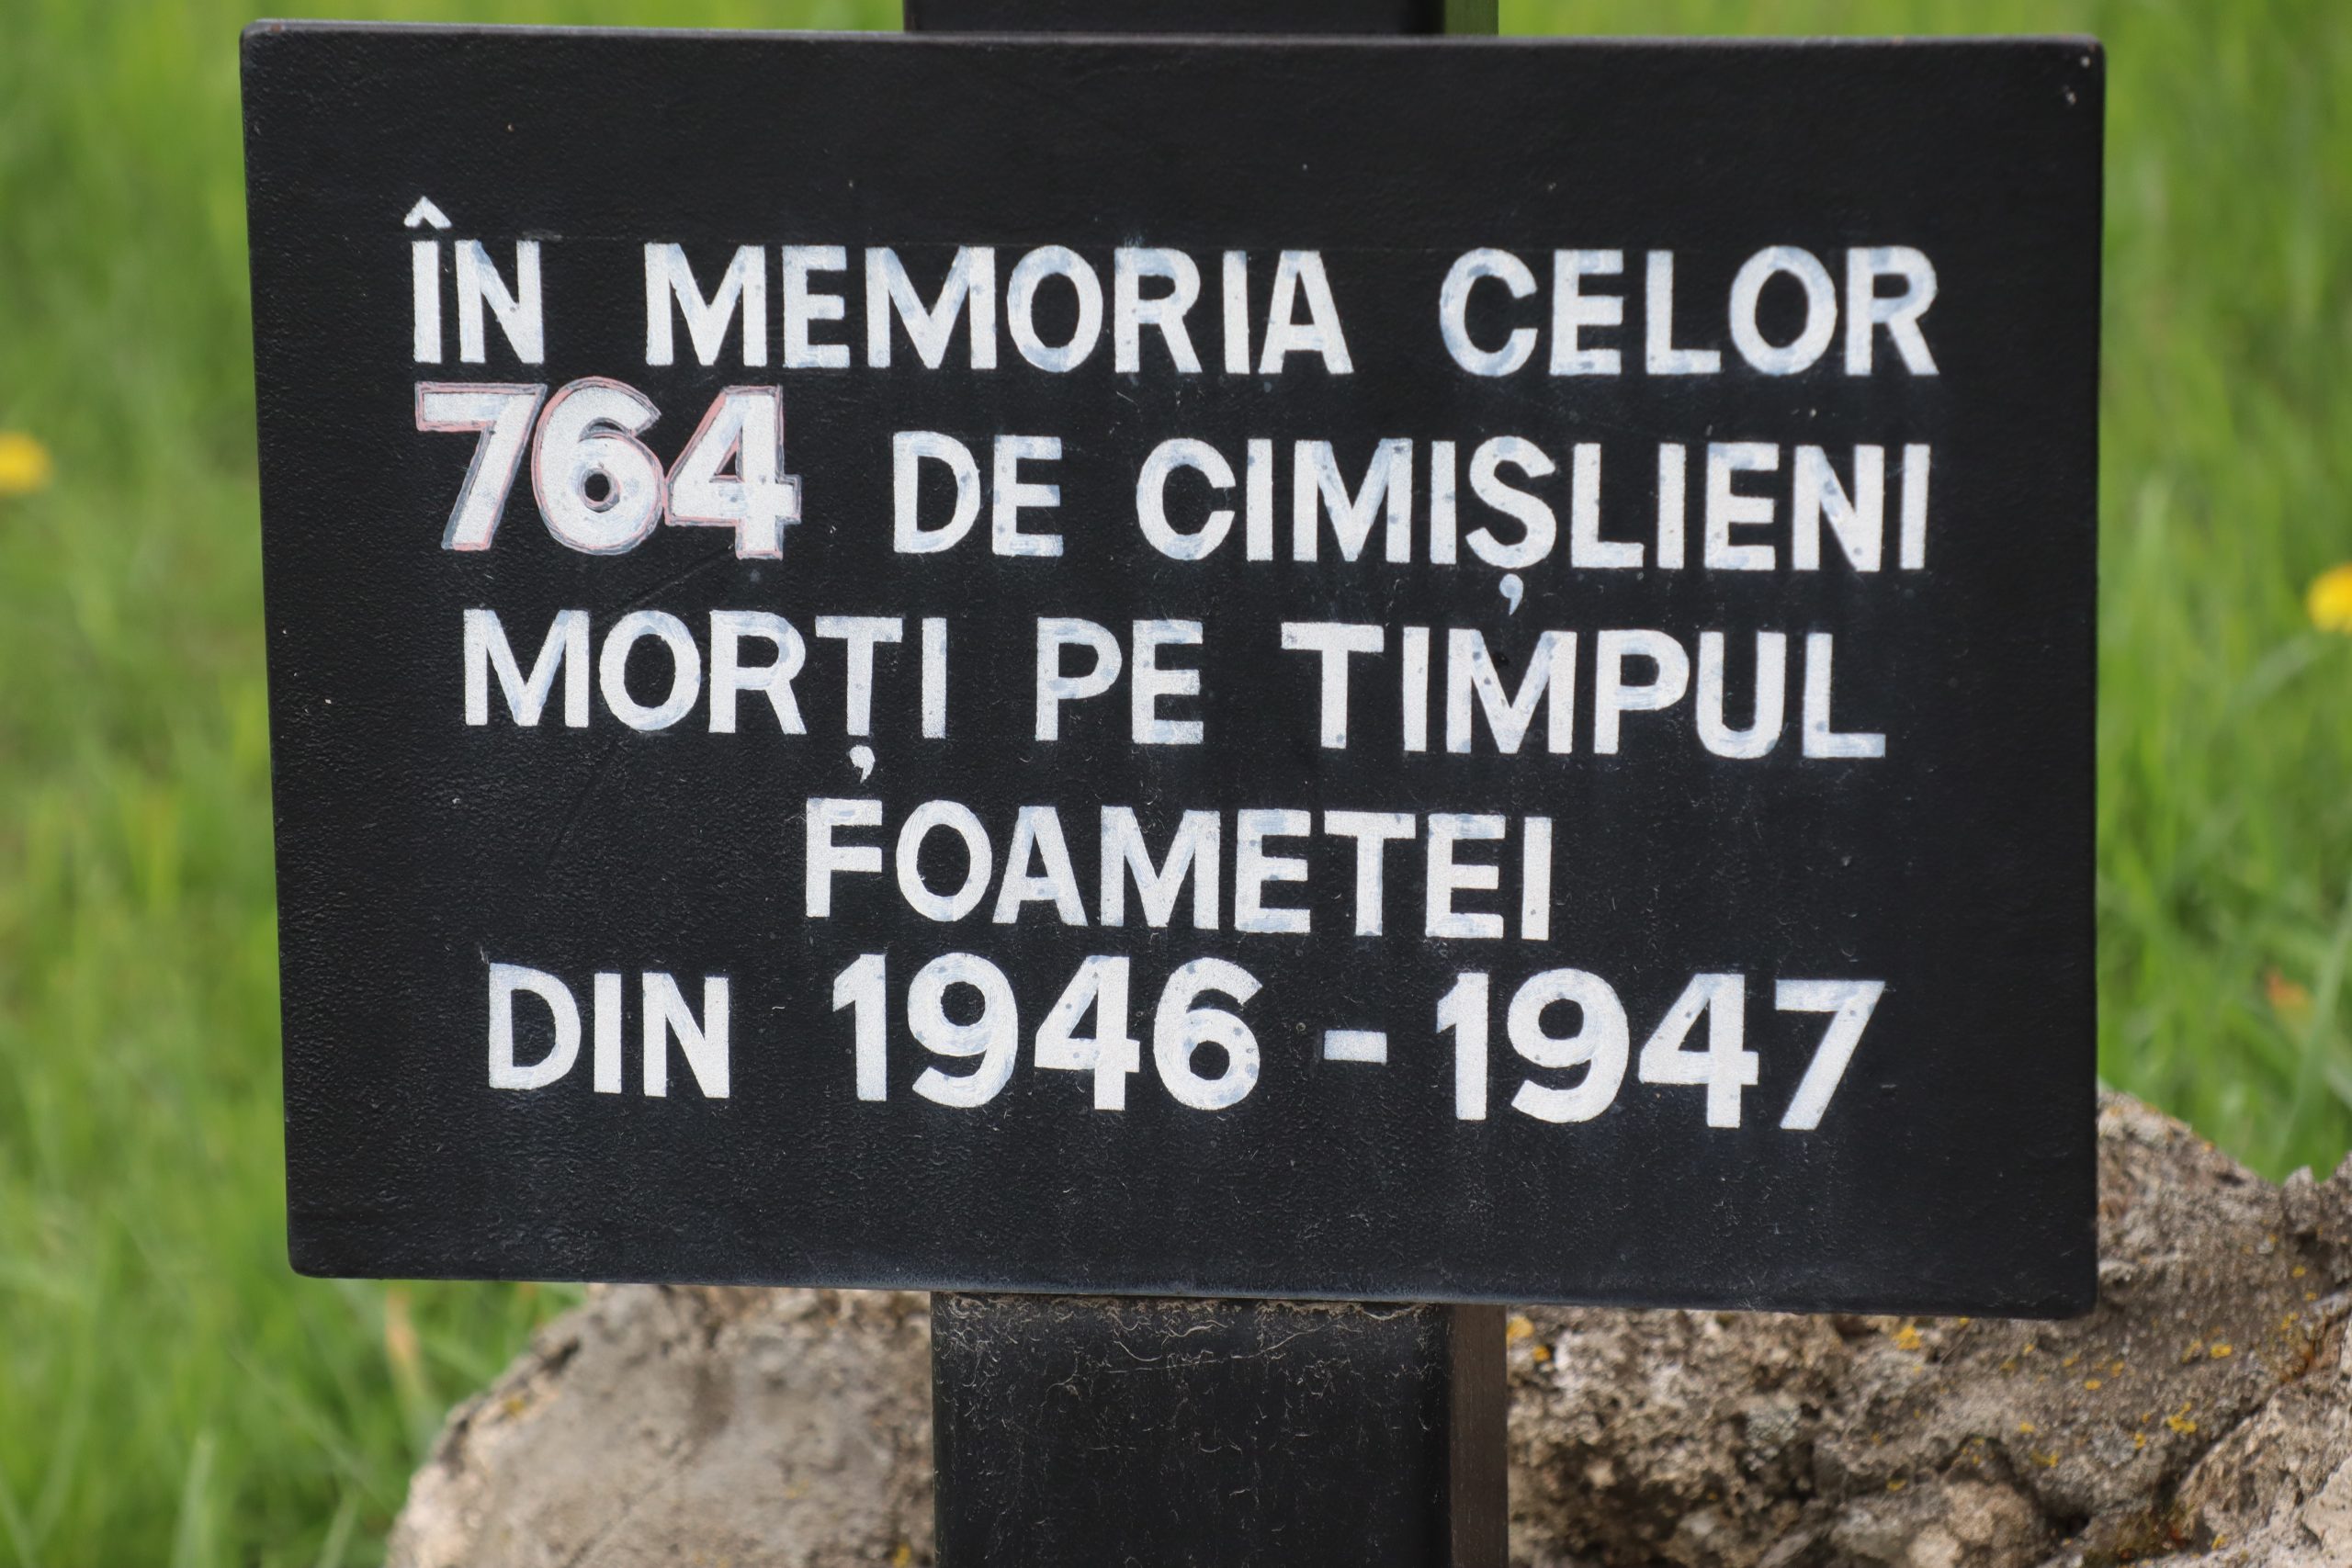 ÎN MEMORIA CELOR
764 DE CIMIȘLIENI
MORȚI PE TIMPUL
FOAMETEI
DIN 1946 - 1947